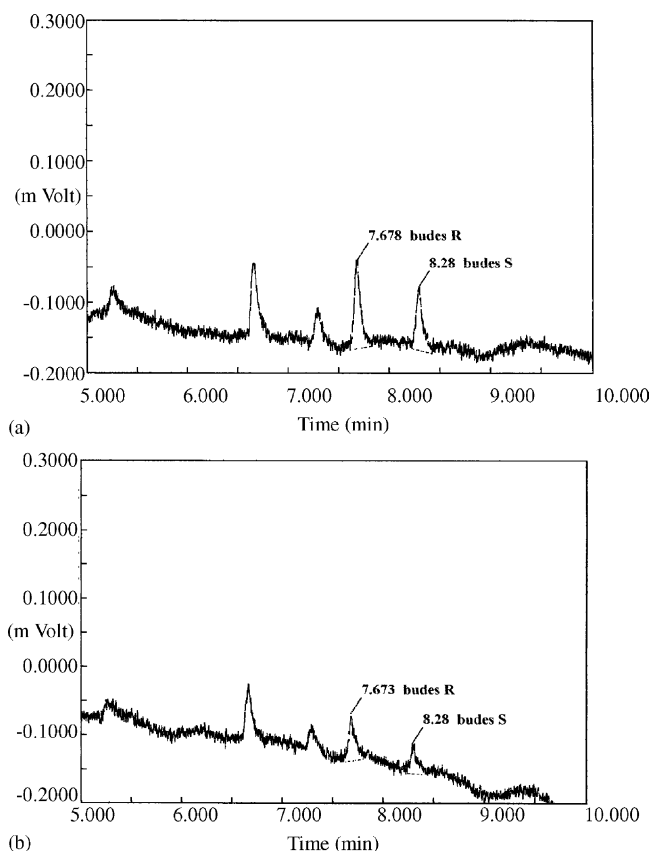 0.3000
0.2000
0.1000
(m Volt)
0.0000
-0.1000
-0.2000
7.678 budes R
8.28 budes S
5.000 6.000 7.000 8.000 9.000 10.000
(a) Time (min)
0.3000
0.2000
0.1000
(m Volt)
0.0000
-0.1000
-0.2000
7.673 budes R
8.28 budes S
5.000 6.000 7.000 8.000 9.000 10.000
(b) Time (min)